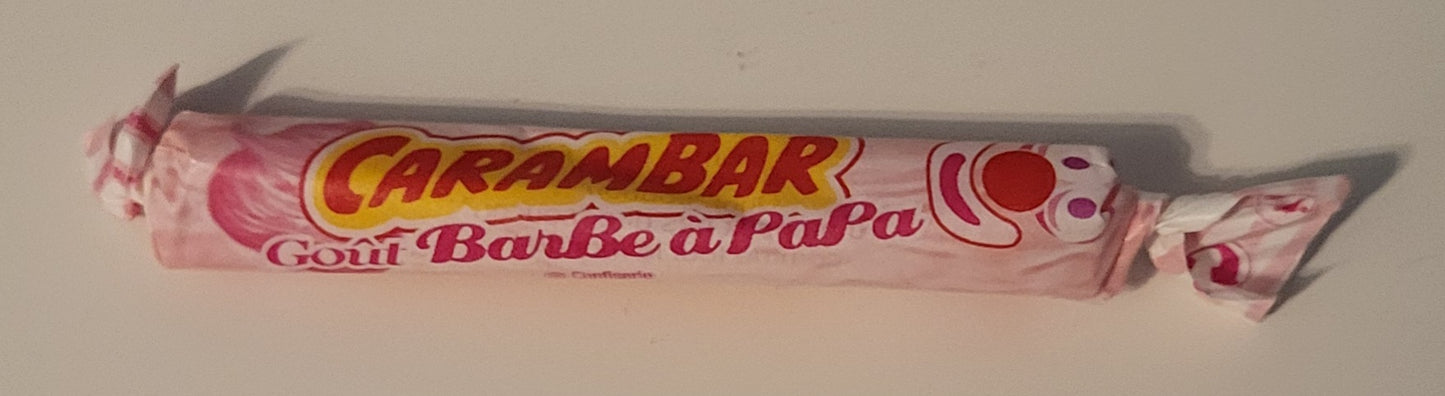 CARAMBAR
Goût BarBe à PaPa
Confiserie